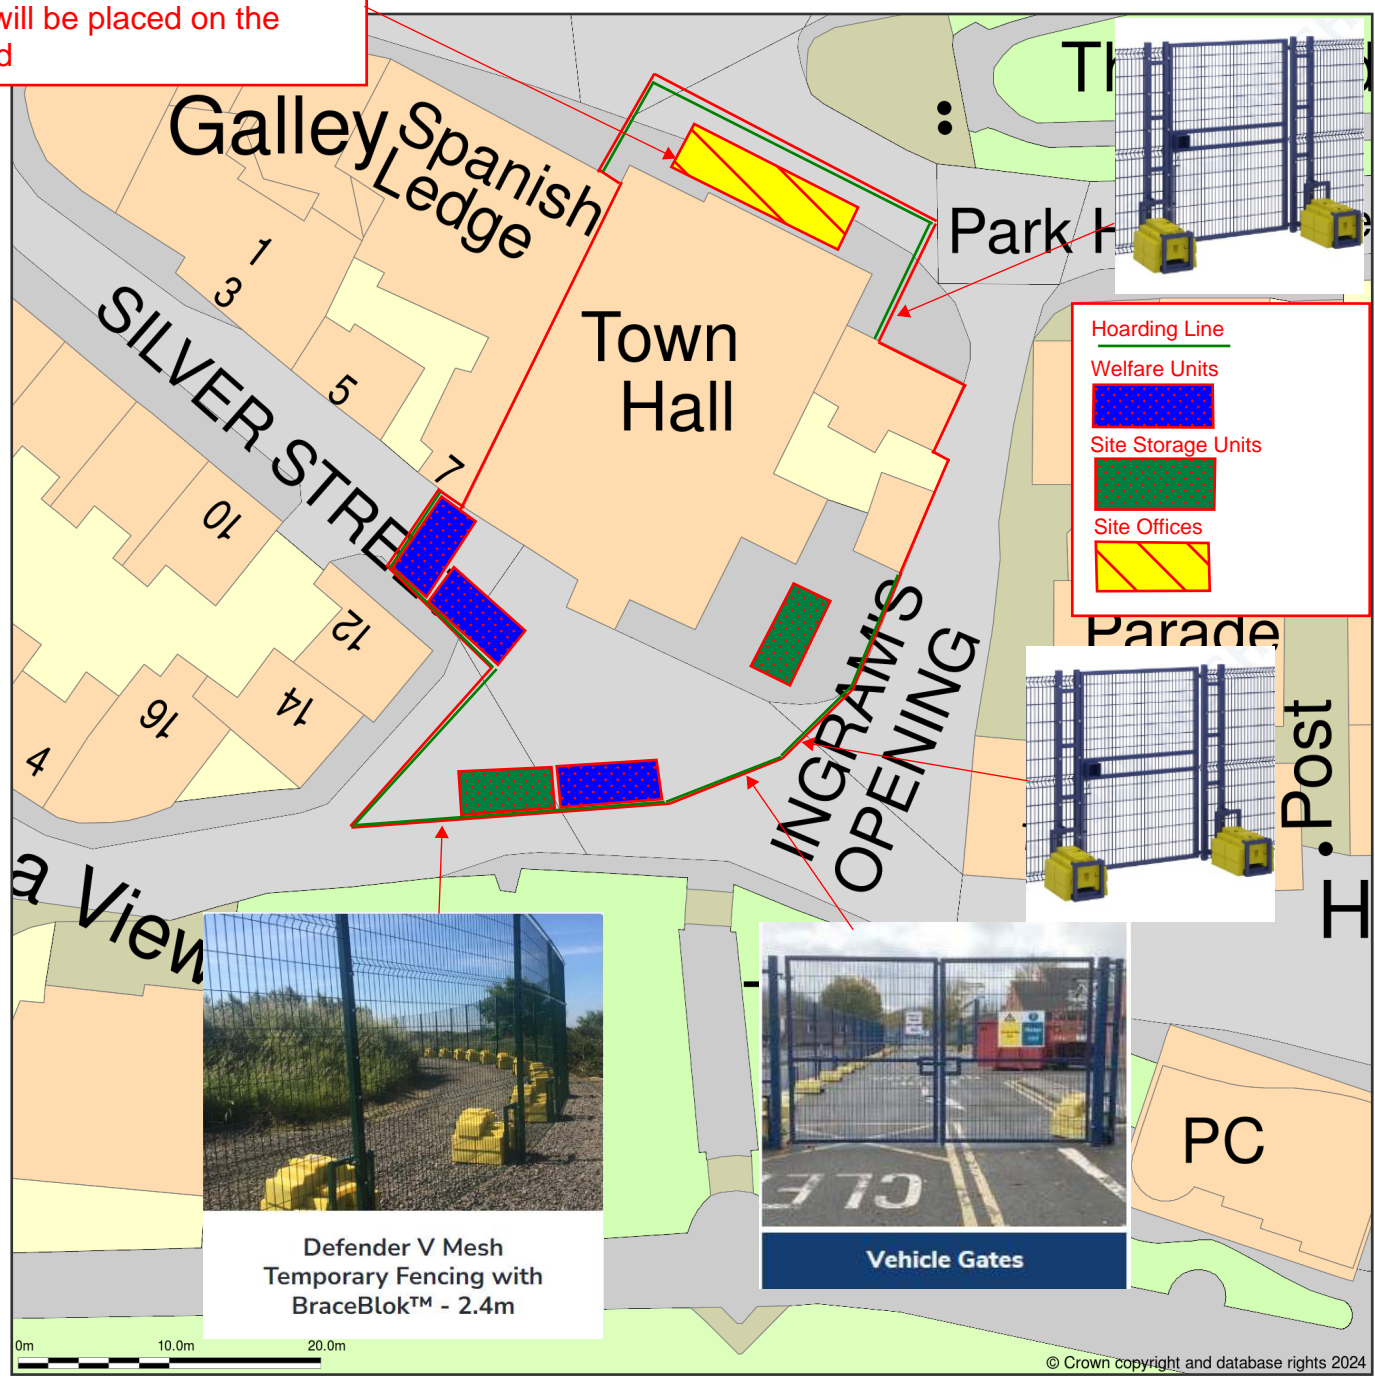 will be placed on the
Galley
Spanish
Ledge
1
3
5
7
SILVER STRE
10
12
14
16
4
Town
Hall
Park H
Th
Hoarding Line
Welfare Units
Site Storage Units
Site Offices
INGRAM'S
OPENING
Parade
Post
H
a View
PC
Defender V Mesh
Temporary Fencing with
BraceBlok™ - 2.4m
CLE
Vehicle Gates
0m 10.0m 20.0m
© Crown copyright and database rights 2024